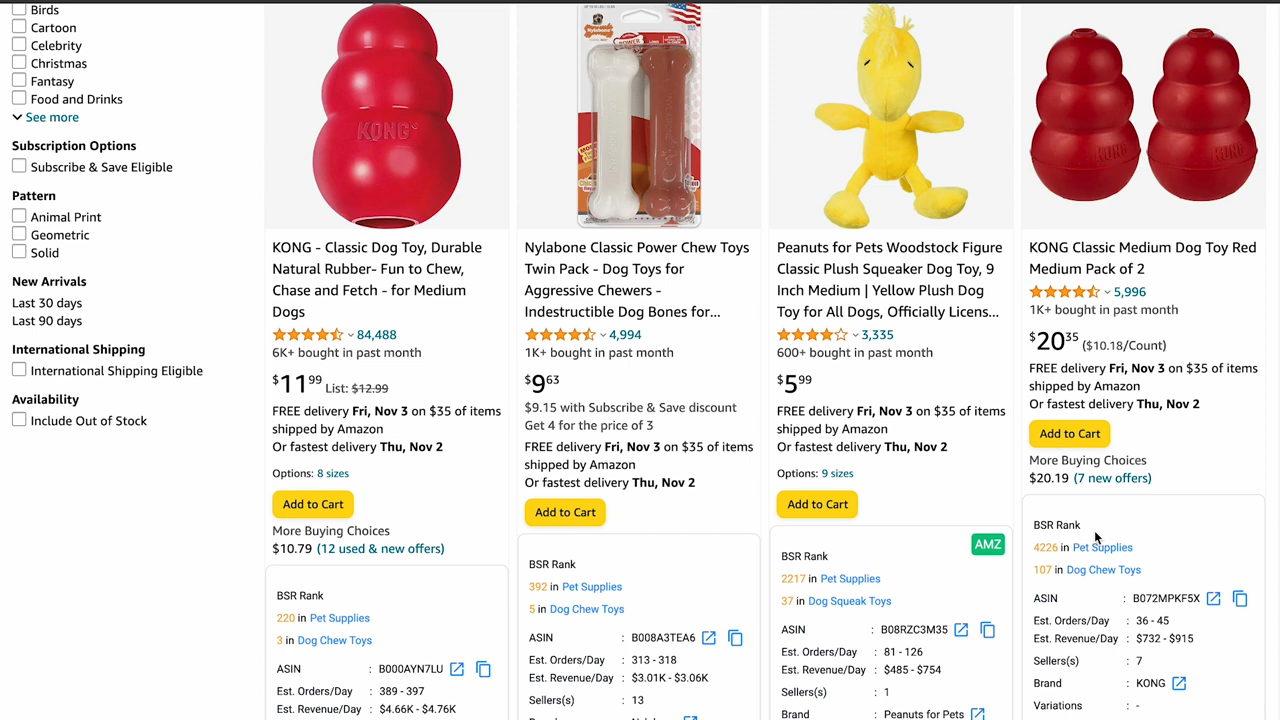 Birds
Cartoon
Celebrity
Christmas
Fantasy
Food and Drinks
See more
Subscription Options
Subscribe & Save Eligible
Pattern
Animal Print
Geometric
Solid
New Arrivals
Last 30 days
Last 90 days
International Shipping
International Shipping Eligible
Availability
Include Out of Stock
KONG
KONG - Classic Dog Toy, Durable
Natural Rubber- Fun to Chew,
Chase and Fetch - for Medium
Dogs
84,488
6K+ bought in past month
$11.99 List: $12.99
FREE delivery Fri, Nov 3 on $35 of items
shipped by Amazon
Or fastest delivery Thu, Nov 2
Options: 8 sizes
Add to Cart
More Buying Choices
$10.79 (12 used & new offers)
BSR Rank
220 in Pet Supplies
3 in Dog Chew Toys
ASIN : B000AYN7LU
Est. Orders/Day : 389 - 397
Est. Revenue/Day : $4.66K - $4.76K
Nylabone
POWER
Nylabone Classic Power Chew Toys
Twin Pack - Dog Toys for
Aggressive Chewers -
Indestructible Dog Bones for...
4,994
1K+ bought in past month
$9.63
$9.15 with Subscribe & Save discount
Get 4 for the price of 3
FREE delivery Fri, Nov 3 on $35 of items
shipped by Amazon
Or fastest delivery Thu, Nov 2
Add to Cart
BSR Rank
392 in Pet Supplies
5 in Dog Chew Toys
ASIN : B008A3TEA6
Est. Orders/Day : 313 - 318
Est. Revenue/Day : $3.01K - $3.06K
Sellers(s) : 13
Peanuts for Pets Woodstock Figure
Classic Plush Squeaker Dog Toy, 9
Inch Medium | Yellow Plush Dog
Toy for All Dogs, Officially Licens...
3,335
600+ bought in past month
$5.99
FREE delivery Fri, Nov 3 on $35 of items
shipped by Amazon
Or fastest delivery Thu, Nov 2
Options: 9 sizes
Add to Cart
AMZ
BSR Rank
2217 in Pet Supplies
37 in Dog Squeak Toys
ASIN : B08RZC3M35
Est. Orders/Day : 81 - 126
Est. Revenue/Day : $485 - $754
Sellers(s) : 1
Brand : Peanuts for Pets
KONG
KONG
KONG Classic Medium Dog Toy Red
Medium Pack of 2
5,996
1K+ bought in past month
$20.35 ($10.18/Count)
FREE delivery Fri, Nov 3 on $35 of items
shipped by Amazon
Or fastest delivery Thu, Nov 2
Add to Cart
More Buying Choices
$20.19 (7 new offers)
BSR Rank
4226 in Pet Supplies
107 in Dog Chew Toys
ASIN : B072MPKF5X
Est. Orders/Day : 36 - 45
Est. Revenue/Day : $732 - $915
Sellers(s) : 7
Brand : KONG
Variations : -